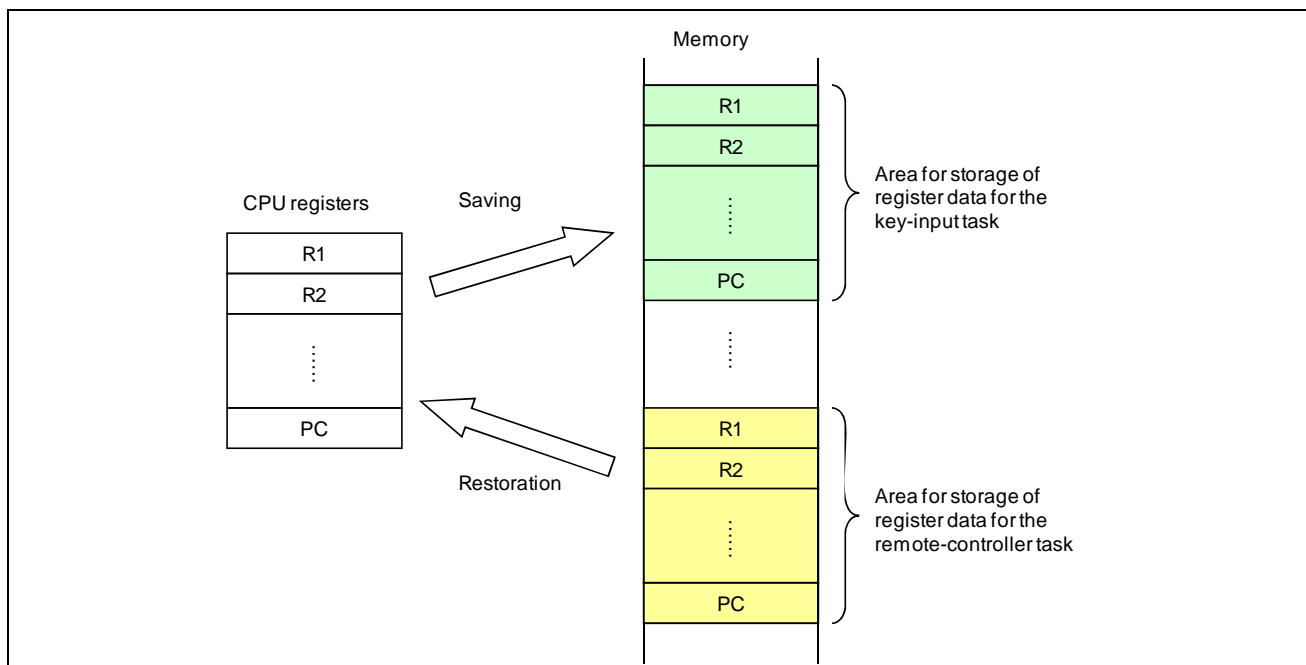 Memory
R1
R2
PC
Area for storage of
register data for the
key-input task
CPU registers
Saving
R1
R2
PC
Restoration
R1
R2
PC
Area for storage of
register data for the
remote-controller task